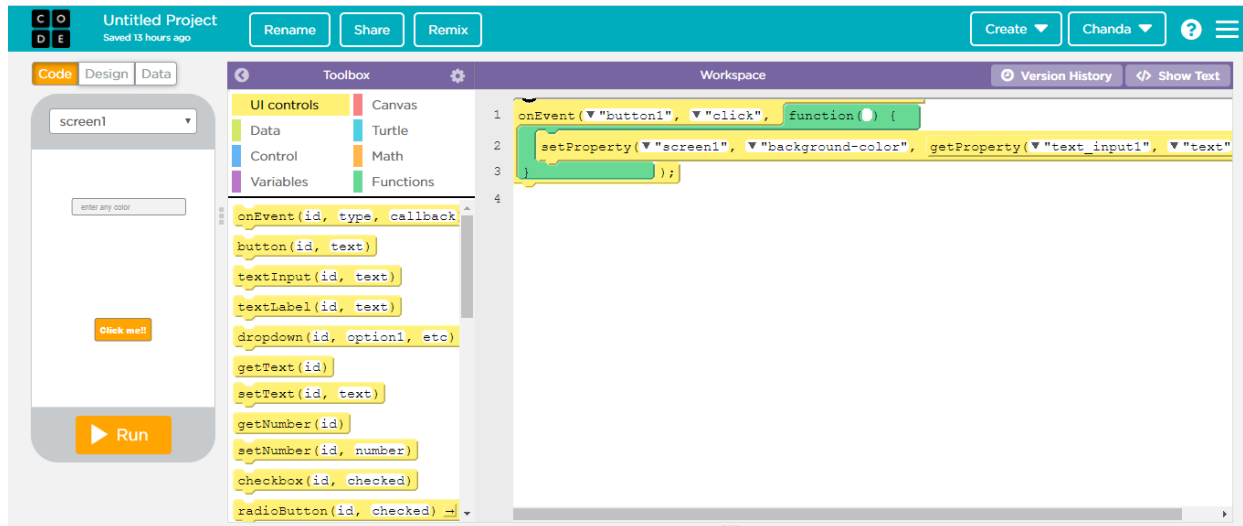 CODE
Untitled Project
Saved 13 hours ago
Rename
Share
Remix
Create
Chanda
?
Code Design Data
screen1
enter any color
Click me!!
Run
Toolbox
UI controls Canvas
Data Turtle
Control Math
Variables Functions
onEvent(id, type, callback
button(id, text)
textInput(id, text)
textLabel(id, text)
dropdown(id, option1, etc)
getText(id)
setText(id, text)
getNumber(id)
setNumber(id, number)
checkbox(id, checked)
radioButton(id, checked)
Workspace
Version History
</> Show Text
1 onEvent(▼"button1", ▼"click", function( ) {
2 setProperty(▼"screen1", ▼"background-color", getProperty(▼"text_input1", ▼"text"
3 } );
4